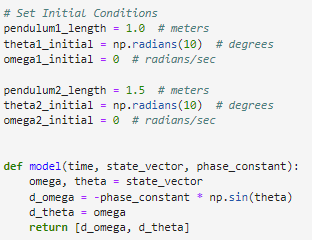 # Set Initial Conditions
pendulum1_length = 1.0  # meters
theta1_initial = np.radians(10)  # degrees
omega1_initial = 0  # radians/sec
pendulum2_length = 1.5  # meters
theta2_initial = np.radians(10)  # degrees
omega2_initial = 0  # radians/sec
def model(time, state_vector, phase_constant):
    omega, theta = state_vector
    d_omega = -phase_constant * np.sin(theta)
    d_theta = omega
    return [d_omega, d_theta]